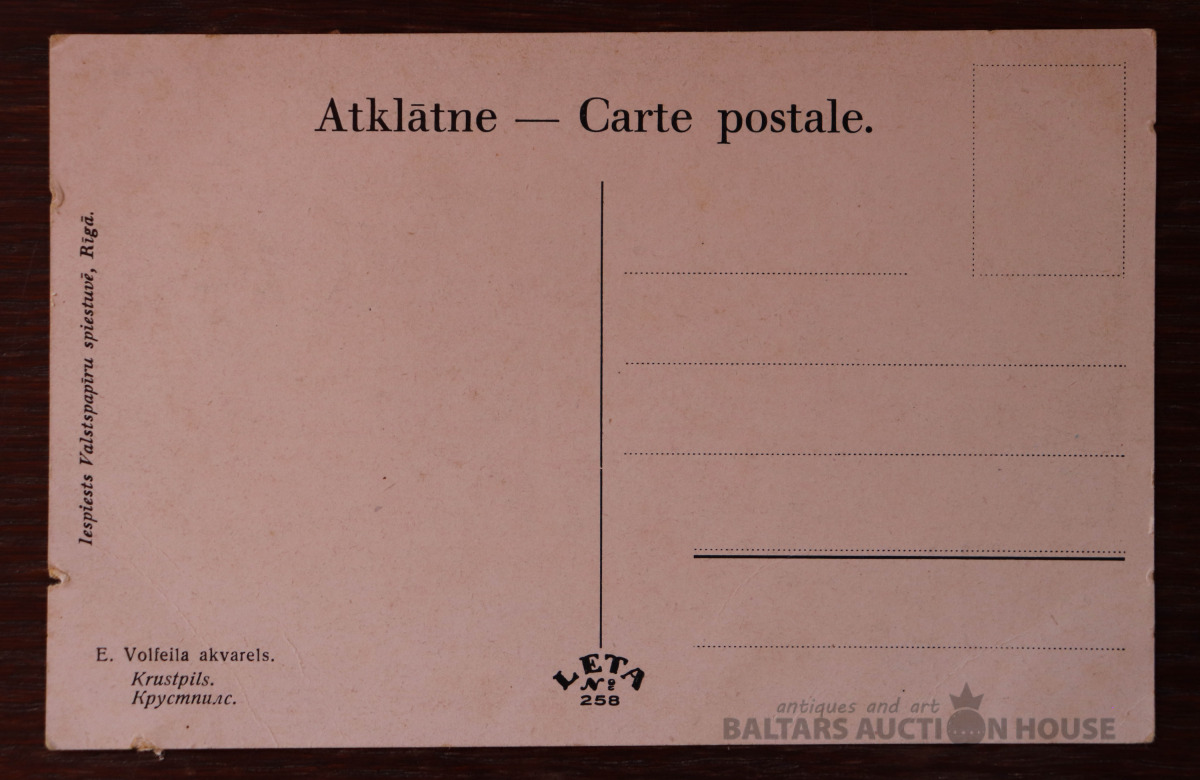 Atklātne — Carte postale.
Iespiests Valstspapīru spiestuvē, Rīgā.
E. Volfeila akvarels.
Krustpils.
Крустпилс.
LETA
№
258
antiques and art
BALTARS AUCTION HOUSE